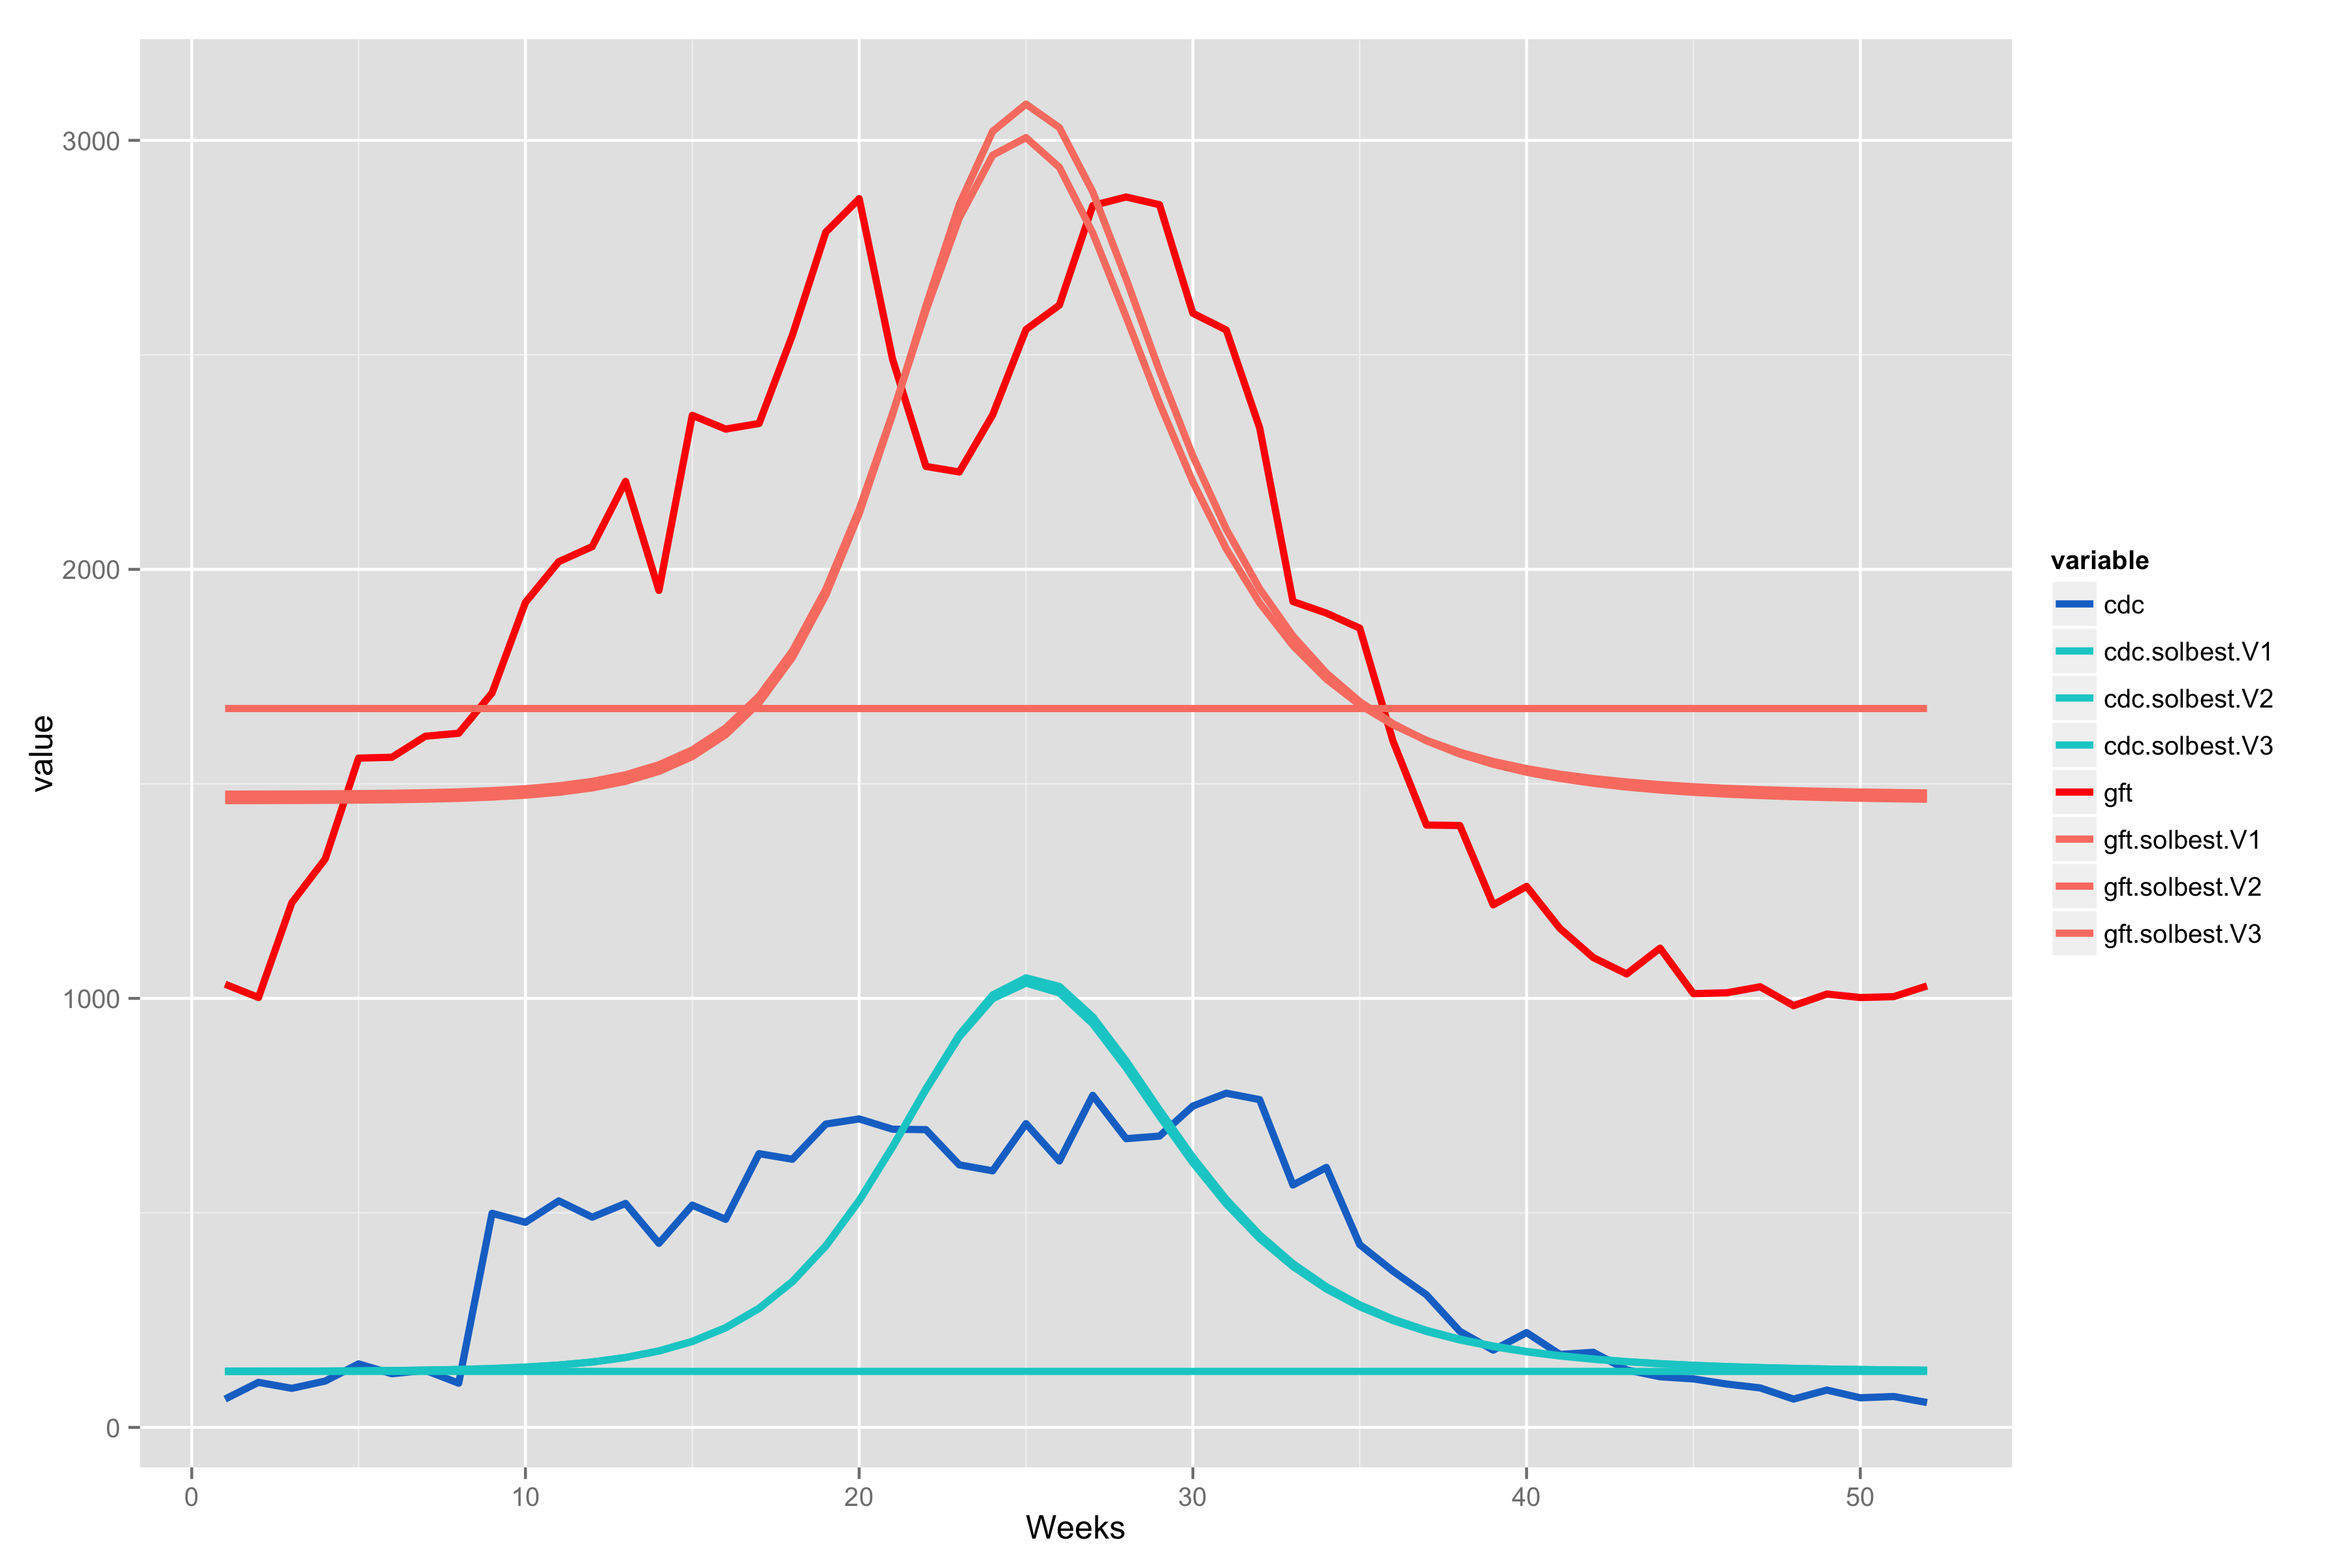 3000
2000
1000
0
value
0 10 20 30 40 50
Weeks
variable
cdc
cdc.solbest.V1
cdc.solbest.V2
cdc.solbest.V3
gft
gft.solbest.V1
gft.solbest.V2
gft.solbest.V3